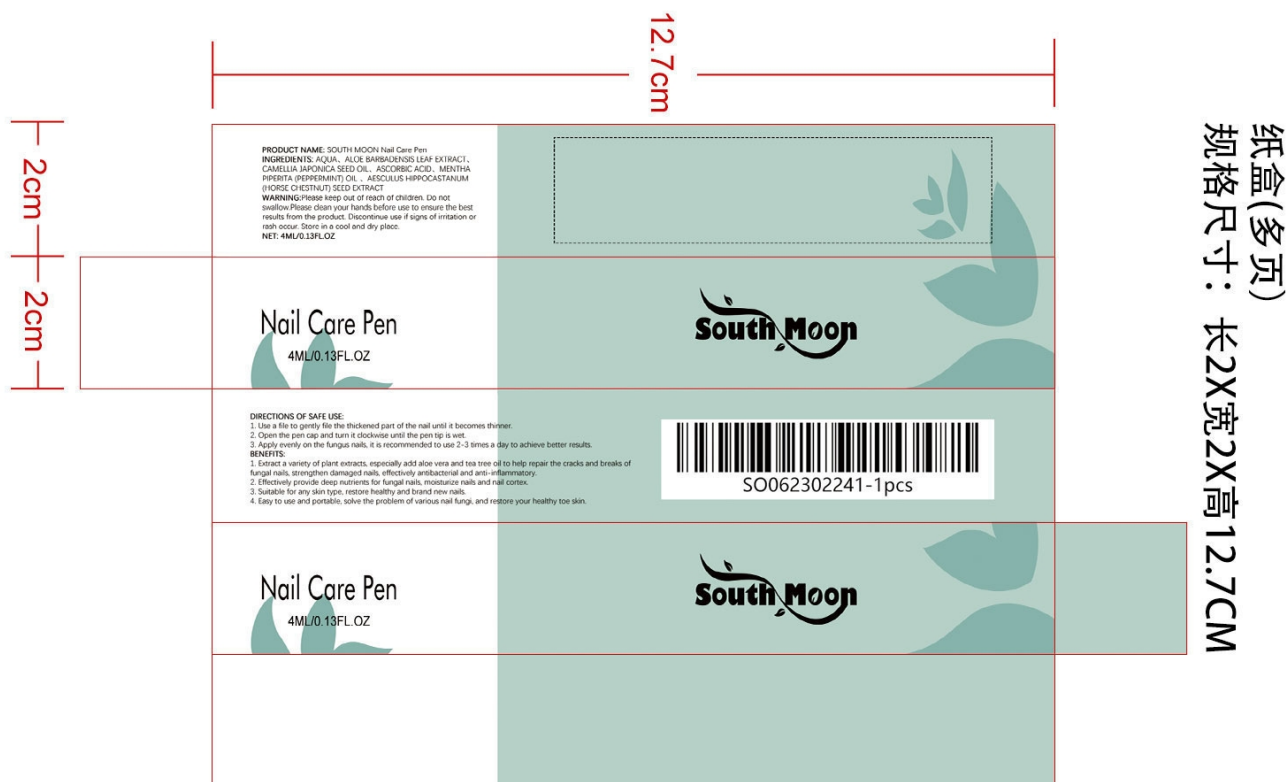 12.7cm
2cm
2cm
纸盒(多页)
规格尺寸：长2X宽2X高12.7CM
PRODUCT NAME: SOUTH MOON Nail Care Pen
INGREDIENTS: AQUA、ALOE BARBADENSIS LEAF EXTRACT、
CAMELLIA JAPONICA SEED OIL、ASCORBIC ACID、MENTHA
PIPERITA (PEPPERMINT) OIL 、AESCULUS HIPPOCASTANUM
(HORSE CHESTNUT) SEED EXTRACT
WARNING:Please keep out of reach of children. Do not
swallow.Please clean your hands before use to ensure the best
results from the product. Discontinue use if signs of irritation or
rash occur. Store in a cool and dry place.
NET: 4ML/0.13FL.OZ
Nail Care Pen
4ML/0.13FL.OZ
South Moon
DIRECTIONS OF SAFE USE:
1. Use a file to gently file the thickened part of the nail until it becomes thinner.
2. Open the pen cap and turn it clockwise until the pen tip is wet.
3. Apply evenly on the fungus nails, it is recommended to use 2-3 times a day to achieve better results.
BENEFITS:
1. Extract a variety of plant extracts, especially add aloe vera and tea tree oil to help repair the cracks and breaks of
fungal nails, strengthen damaged nails, effectively antibacterial and anti-inflammatory.
2. Effectively provide deep nutrients for fungal nails, moisturize nails and nail cortex.
3. Suitable for any skin type, restore healthy and brand new nails.
4. Easy to use and portable, solve the problem of various nail fungi, and restore your healthy toe skin.
SO062302241-1pcs
Nail Care Pen
4ML/0.13FL.OZ
South Moon